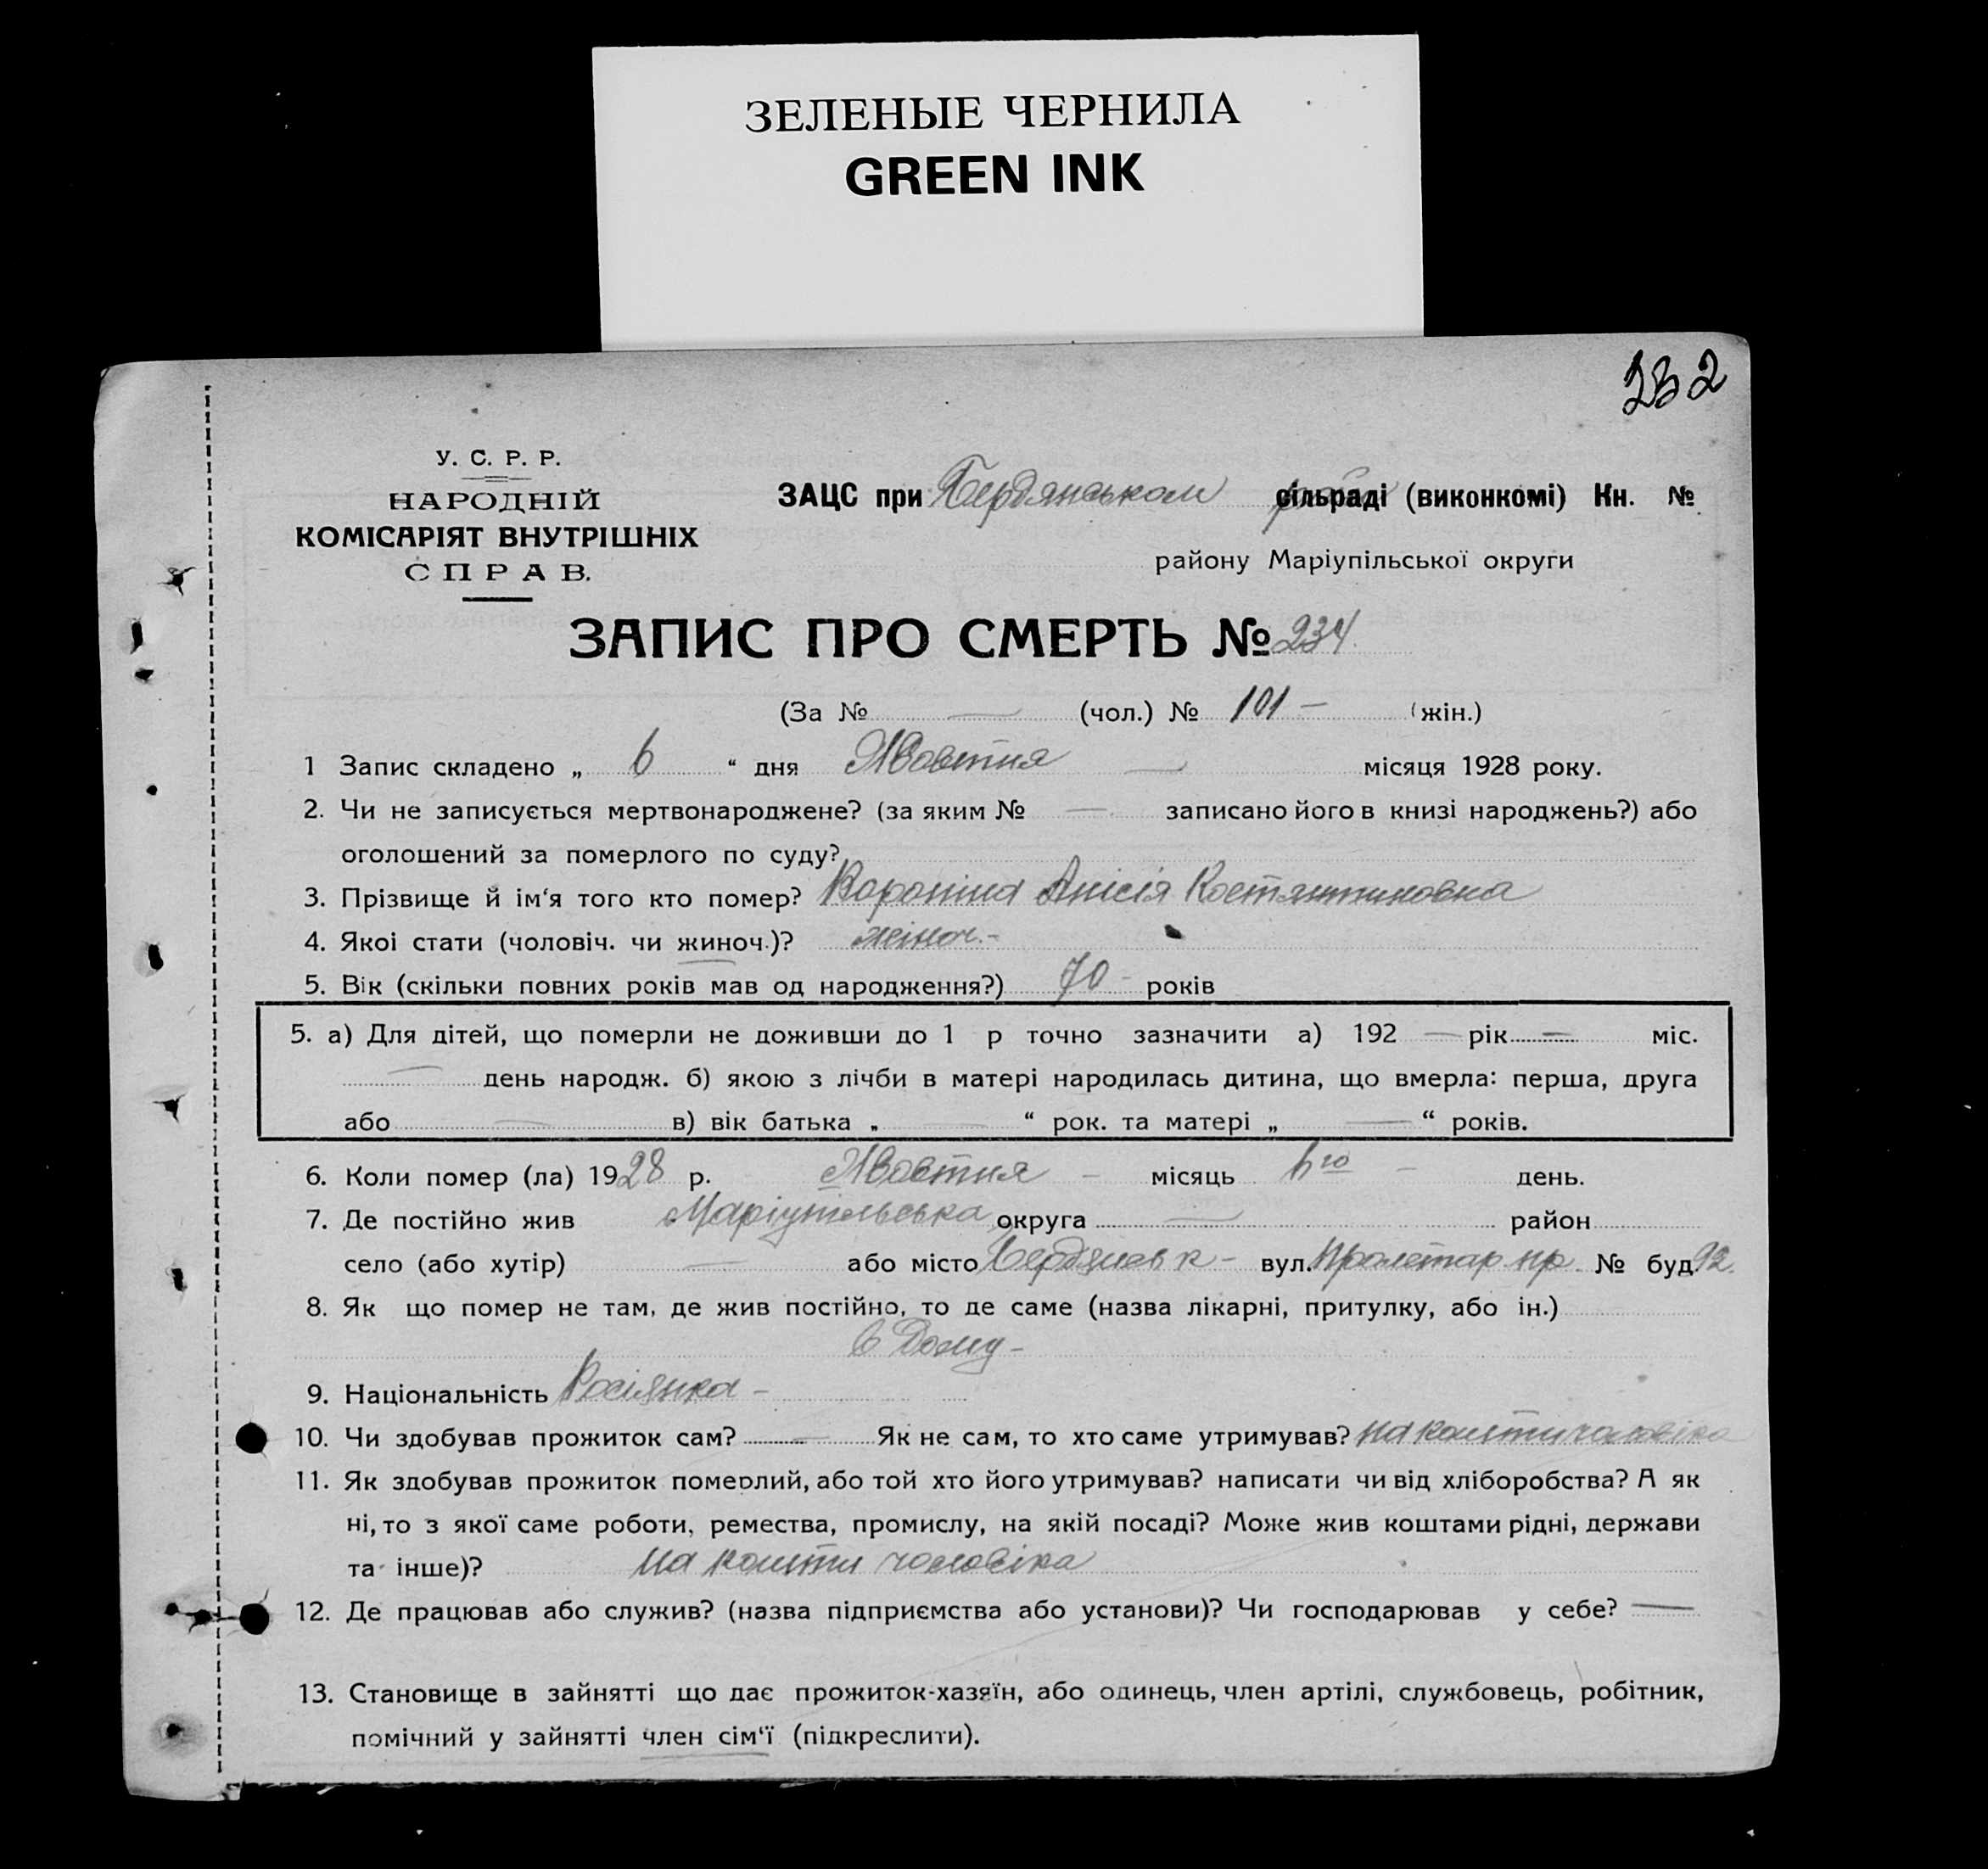 ЗЕЛЕНЫЕ ЧЕРНИЛА
GREEN INK
232
У. С. Р. Р.
НАРОДНІЙ
КОМІСАРІЯТ ВНУТРІШНІХ
СПРАВ.
ЗАЦС при Бердянськом сільраді (виконкомі) Кн. №
району Маріупільської округи
ЗАПИС ПРО СМЕРТЬ № 234
(За № — (чол.) № 101 — (жін.)
1 Запис складено „ 6 “ дня Жовтня — місяця 1928 року.
2. Чи не записується мертвонароджене? (за яким № — записано його в книзі народжень?) або
оголошений за померлого по суду?
3. Прізвище й ім‘я того кто помер? Вороніна Анісія Костянтиновна
4. Якоі стати (чоловіч. чи жиноч.)? жіноч. -
5. Вік (скільки повних років мав од народження?) 70 - років
5. а) Для дітей, що померли не доживши до 1 р точно зазначити а) 192 — рік — міс.
— день народж. б) якою з лічби в матері народилась дитина, що вмерла: перша, друга
або — в) вік батька „ — “ рок. та матері „ — “ років.
6. Коли помер (ла) 1928 р. Жовтня - місяць 6го - день.
7. Де постійно жив Маріупільська округа — район
село (або хутір) — або місто Бердянськ - вул. Пролетар пр. № буд. 92.
8. Як що помер не там, де жив постійно, то де саме (назва лікарні, притулку, або ін.)
в Дому -
9. Національність Росіянка -
10. Чи здобував прожиток сам? — Як не сам, то хто саме утримував? на кошти чоловіка
11. Як здобував прожиток померлий, або той хто його утримував? написати чи від хліборобства? А як
ні, то з якої саме роботи, ремества, промислу, на якій посаді? Може жив коштами рідні, держави
та інше)? на кошти чоловіка
12. Де працював або служив? (назва підприємства або установи)? Чи господарював у себе? —
13. Становище в зайнятті що дає прожиток-хазяїн, або одинець, член артілі, службовець, робітник,
помічний у зайнятті член сім‘ї (підкреслити).